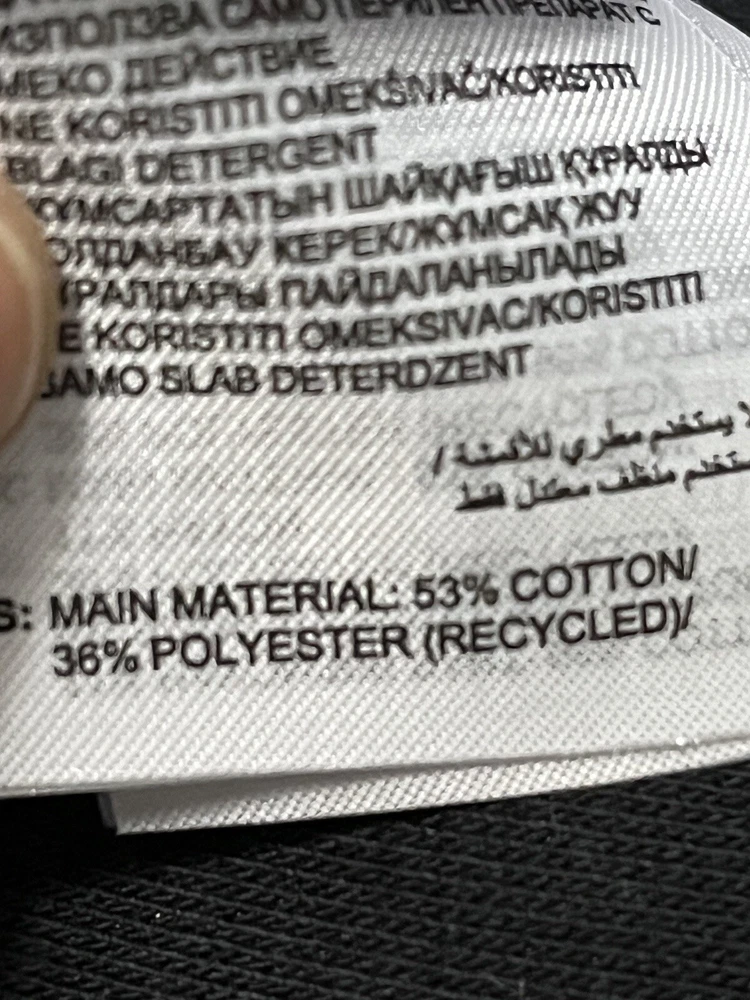 ИЗПОЛЗВА САМО ПЕРИЛЕН ПРЕПАРАТ С
МЕКО ДЕЙСТВИЕ
NE KORISTITI OMEKŠIVAČ/KORISTITI
BLAGI DETERGENT
ЖҰМСАРТАТЫН ШАЙҚАҒЫШ ҚҰРАЛДЫ
ОЛДАНБАУ КЕРЕК/ЖҰМСАҚ ЖУУ
ҚҰРАЛДАРЫ ПАЙДАЛАНЫЛАДЫ
E KORISTITI OMEKSIVAC/KORISTITI
SAMO SLAB DETERDZENT
لا يستخدم مطري للأقمشة /
يستخدم منظف معتدل فقط
S: MAIN MATERIAL: 53% COTTON/
36% POLYESTER (RECYCLED)/